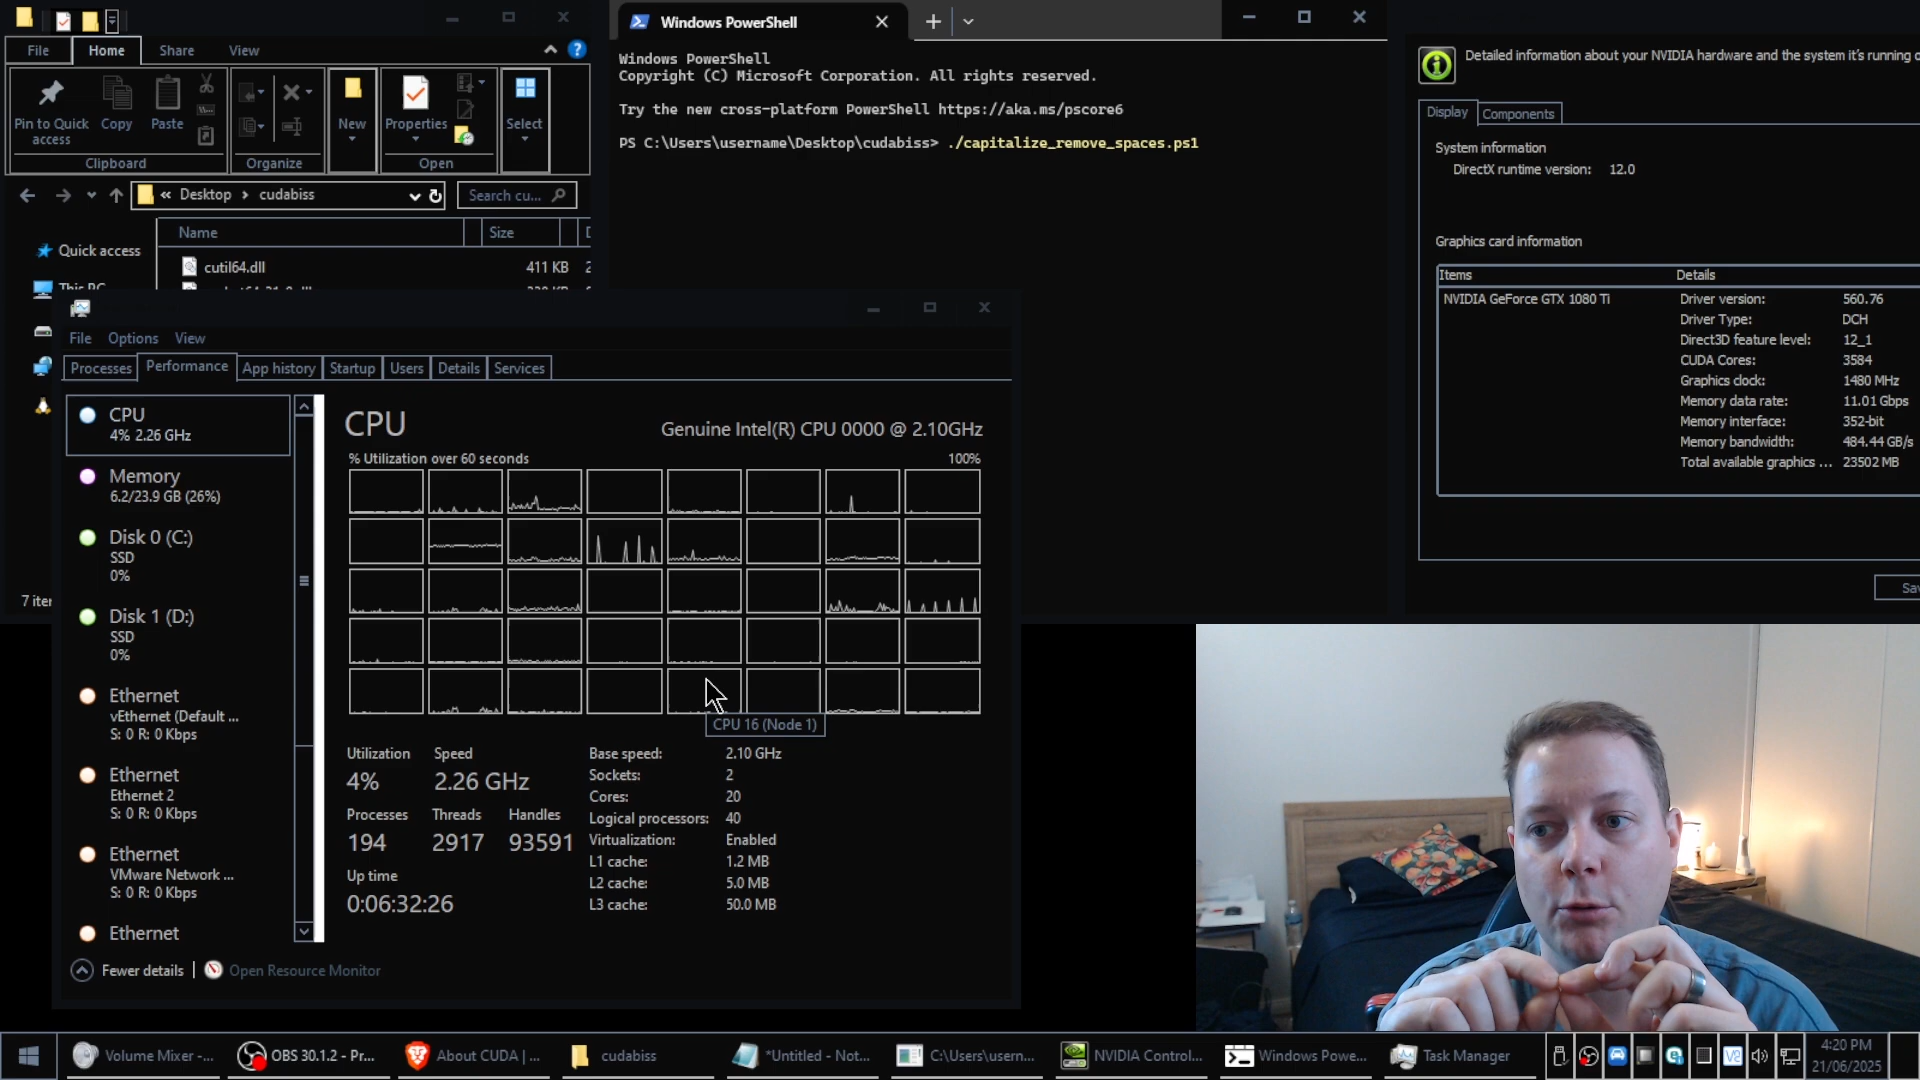 File
Home
Share
View
Pin to Quick
access
Copy
Paste
Clipboard
Organize
New
Properties
Open
Select
« Desktop › cudabiss
Search cu...
Quick access
Name
Size
cutil64.dll
411 KB
7
Windows PowerShell
Windows PowerShell
Copyright (C) Microsoft Corporation. All rights reserved.
Try the new cross-platform PowerShell https://aka.ms/pscore6
PS C:\Users\username\Desktop\cudabiss> ./capitalize_remove_spaces.ps1
Detailed information about your NVIDIA hardware and the system it's running
Display
Components
System information
DirectX runtime version: 12.0
Graphics card information
Items
Details
NVIDIA GeForce GTX 1080 Ti
Driver version: 560.76
Driver Type: DCH
Direct3D feature level: 12_1
CUDA Cores: 3584
Graphics clock: 1480 MHz
Memory data rate: 11.01 Gbps
Memory interface: 352-bit
Memory bandwidth: 484.44 GB/s
Total available graphics ... 23502 MB
File
Options
View
Processes
Performance
App history
Startup
Users
Details
Services
CPU
4% 2.26 GHz
Memory
6.2/23.9 GB (26%)
Disk 0 (C:)
SSD
0%
Disk 1 (D:)
SSD
0%
Ethernet
vEthernet (Default ...
S: 0 R: 0 Kbps
Ethernet
Ethernet 2
S: 0 R: 0 Kbps
Ethernet
VMware Network ...
S: 0 R: 0 Kbps
Ethernet
CPU
Genuine Intel(R) CPU 0000 @ 2.10GHz
% Utilization over 60 seconds
100%
CPU 16 (Node 1)
Utilization
4%
Speed
2.26 GHz
Processes
194
Threads
2917
Handles
93591
Up time
0:06:32:26
Base speed: 2.10 GHz
Sockets: 2
Cores: 20
Logical processors: 40
Virtualization: Enabled
L1 cache: 1.2 MB
L2 cache: 5.0 MB
L3 cache: 50.0 MB
Fewer details
Open Resource Monitor
Volume Mixer -...
OBS 30.1.2 - Pr...
About CUDA | ...
cudabiss
*Untitled - Not...
C:\Users\usern...
NVIDIA Control...
Windows Powe...
Task Manager
4:20 PM
21/06/2025